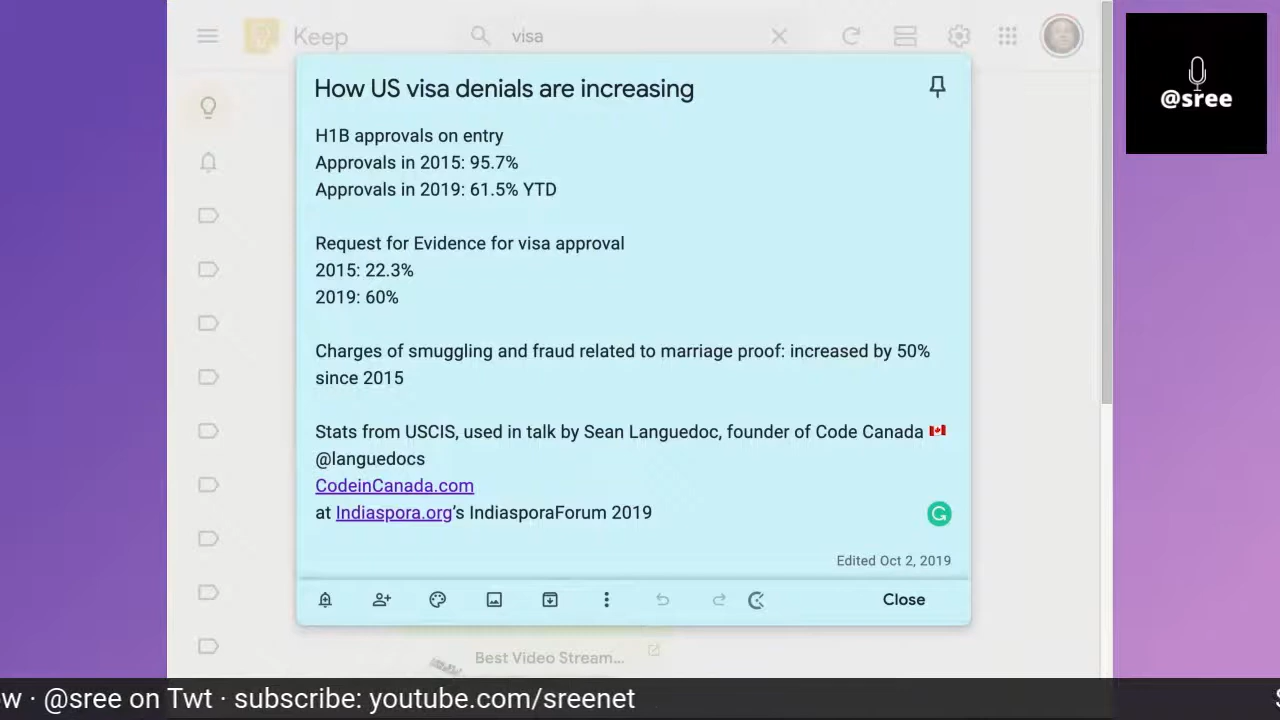 Keep
visa
@sree
How US visa denials are increasing
H1B approvals on entry
Approvals in 2015: 95.7%
Approvals in 2019: 61.5% YTD
Request for Evidence for visa approval
2015: 22.3%
2019: 60%
Charges of smuggling and fraud related to marriage proof: increased by 50%
since 2015
Stats from USCIS, used in talk by Sean Languedoc, founder of Code Canada 🇨🇦
@languedocs
CodeinCanada.com
at Indiaspora.org’s IndiasporaForum 2019
Edited Oct 2, 2019
Close
Best Video Stream...
· @sree on Twt · subscribe: youtube.com/sreenet